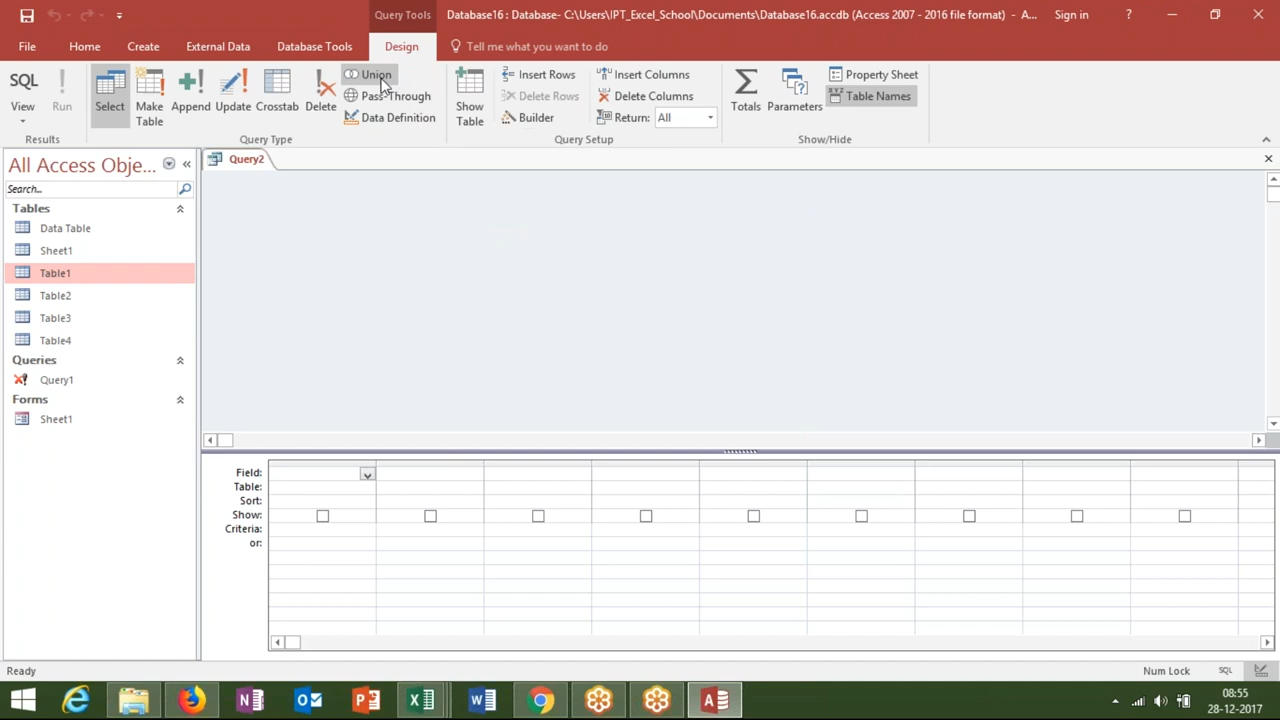 Query Tools
Database16 : Database- C:\Users\IPT_Excel_School\Documents\Database16.accdb (Access 2007 - 2016 file format) - A...
Sign in
?
File
Home
Create
External Data
Database Tools
Design
Tell me what you want to do
SQL
View
Run
Results
Select
Make
Table
Append
Update
Crosstab
Delete
Union
Pass-Through
Data Definition
Query Type
Show
Table
Insert Rows
Delete Rows
Builder
Insert Columns
Delete Columns
Return: All
Query Setup
Totals
Parameters
Property Sheet
XYZ
Table Names
Show/Hide
All Access Obje...
Search...
Tables
Data Table
Sheet1
Table1
Table2
Table3
Table4
Queries
Query1
Forms
Sheet1
Query2
Field:
Table:
Sort:
Show:
Criteria:
or:
Ready
Num Lock
SQL
08:55
28-12-2017